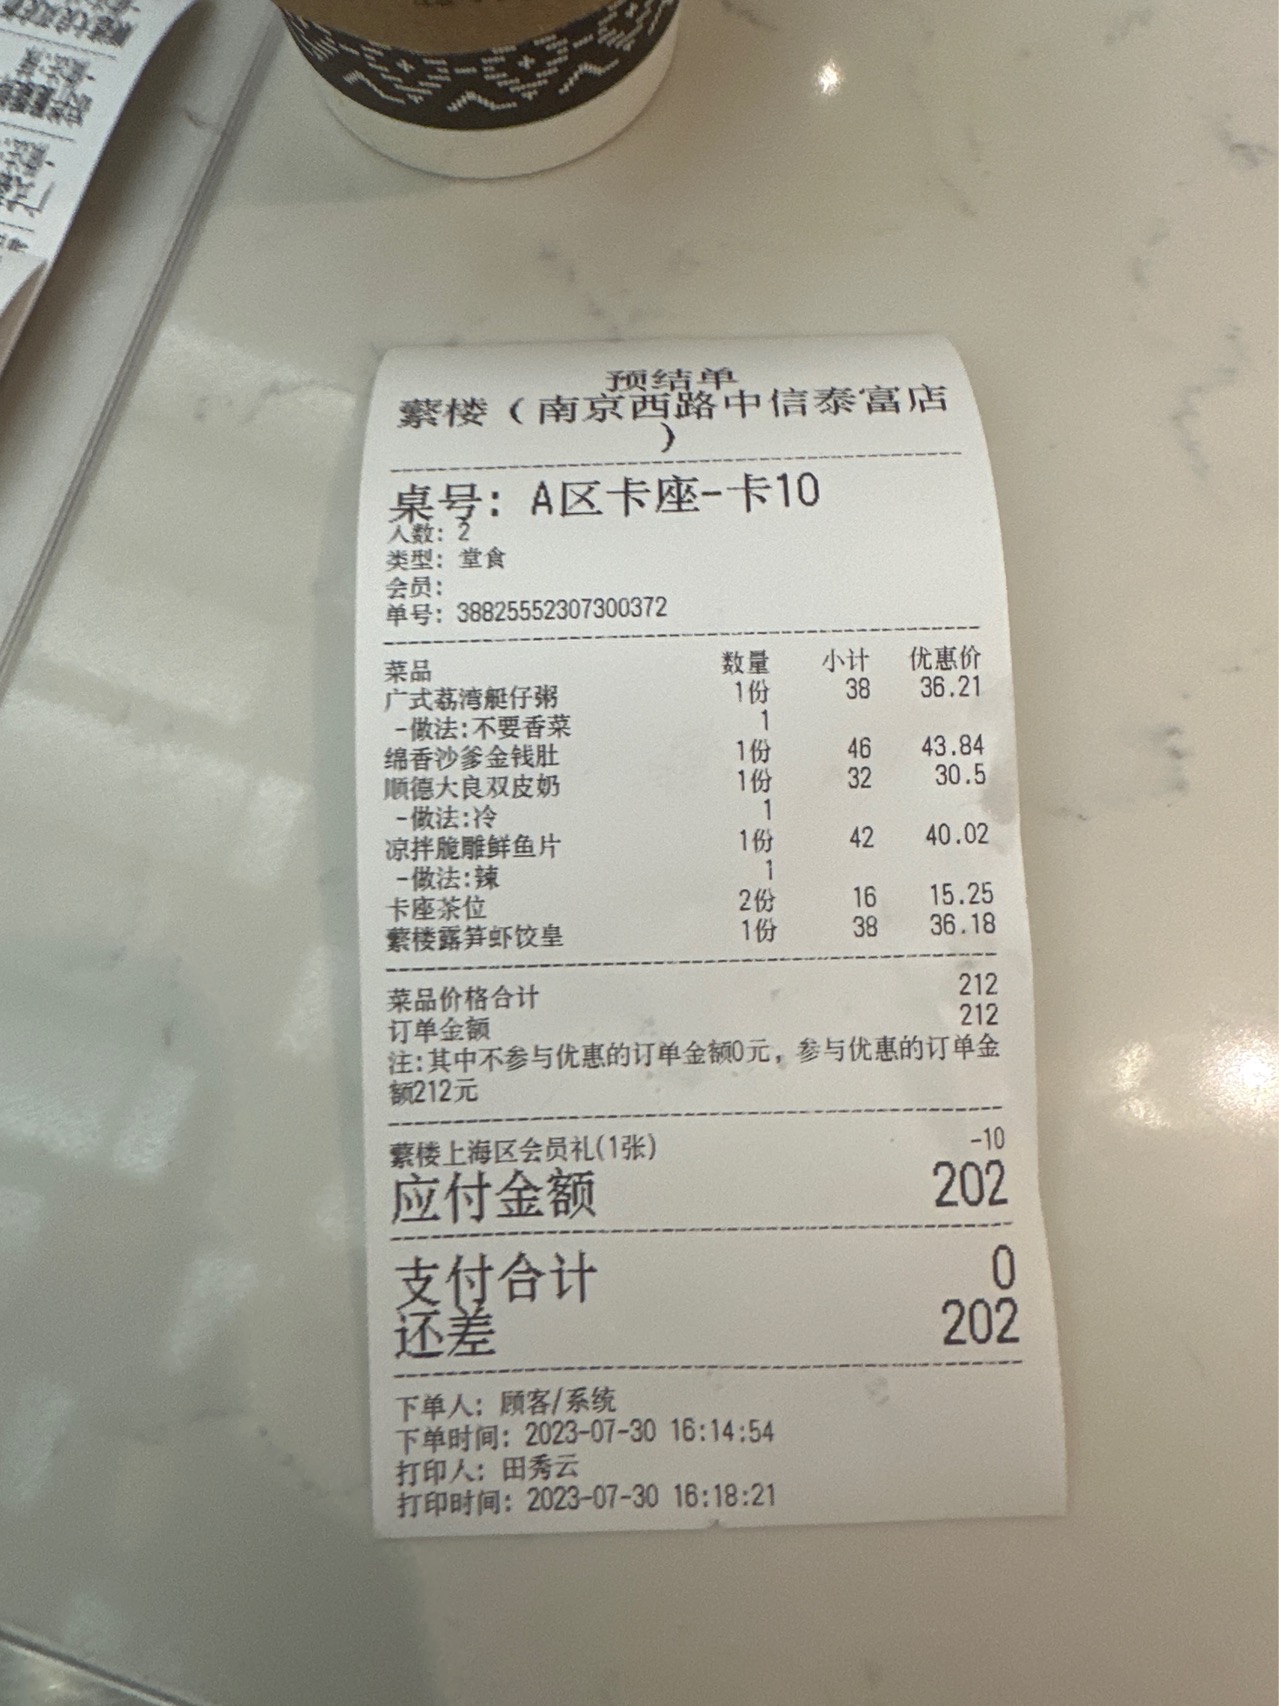 预结单
蘩楼（南京西路中信泰富店
）
桌号：A区卡座-卡10
人数：2
类型：堂食
会员：
单号：38825552307300372
菜品 数量 小计 优惠价
广式荔湾艇仔粥 1份 38 36.21
-做法:不要香菜 1
绵香沙爹金钱肚 1份 46 43.84
顺德大良双皮奶 1份 32 30.5
-做法:冷 1
凉拌脆雕鲜鱼片 1份 42 40.02
-做法:辣 1
卡座茶位 2份 16 15.25
蘩楼露笋虾饺皇 1份 38 36.18
菜品价格合计 212
订单金额 212
注:其中不参与优惠的订单金额0元，参与优惠的订单金
额212元
蘩楼上海区会员礼(1张) -10
应付金额 202
支付合计 0
还差 202
下单人：顾客/系统
下单时间：2023-07-30 16:14:54
打印人：田秀云
打印时间：2023-07-30 16:18:21